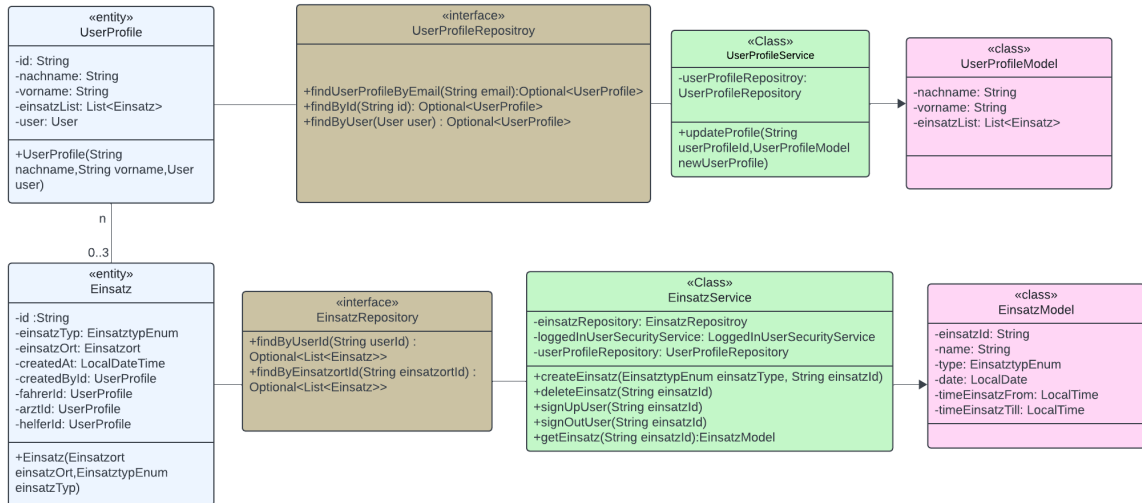 «entity»
UserProfile
-id: String
-nachname: String
-vorname: String
-einsatzList: List<Einsatz>
-user: User
+UserProfile(String
nachname,String vorname,User
user)
«interface»
UserProfileRepositroy
+findUserProfileByEmail(String email):Optional<UserProfile>
+findById(String id): Optional<UserProfile>
+findByUser(User user) : Optional<UserProfile>
«Class»
UserProfileService
-userProfileRepositroy:
UserProfileRepository
+updateProfile(String
userProfileId,UserProfileModel
newUserProfile)
«class»
UserProfileModel
-nachname: String
-vorname: String
-einsatzList: List<Einsatz>
n
0..3
«entity»
Einsatz
-id :String
-einsatzTyp: EinsatztypEnum
-einsatzOrt: Einsatzort
-createdAt: LocalDateTime
-createdById: UserProfile
-fahrerId: UserProfile
-arztId: UserProfile
-helferId: UserProfile
+Einsatz(Einsatzort
einsatzOrt,EinsatztypEnum
einsatzTyp)
«interface»
EinsatzRepository
+findByUserId(String userId) :
Optional<List<Einsatz>>
+findByEinsatzortId(String einsatzortId) :
Optional<List<Einsatz>>
«Class»
EinsatzService
-einsatzRepository: EinsatzRepositroy
-loggedInUserSecurityService: LoggedInUserSecurityService
-userProfileRepository: UserProfileRepository
+createEinsatz(EinsatztypEnum einsatzType, String einsatzId)
+deleteEinsatz(String einsatzId)
+signUpUser(String einsatzId)
+signOutUser(String einsatzId)
+getEinsatz(String einsatzId):EinsatzModel
«class»
EinsatzModel
-einsatzId: String
-name: String
-type: EinsatztypEnum
-date: LocalDate
-timeEinsatzFrom: LocalTime
-timeEinsatzTill: LocalTime